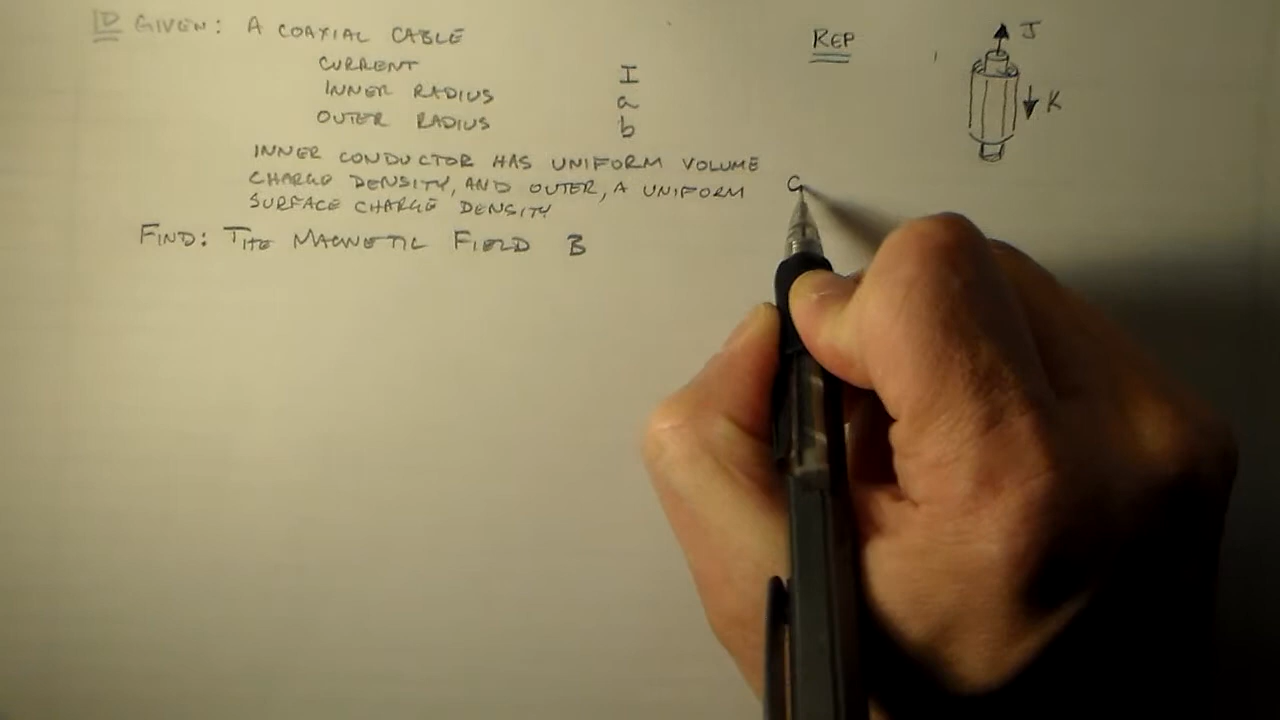 ID GIVEN: A COAXIAL CABLE
CURRENT I
INNER RADIUS a
OUTER RADIUS b
INNER CONDUCTOR HAS UNIFORM VOLUME
CHARGE DENSITY, AND OUTER, A UNIFORM
SURFACE CHARGE DENSITY
FIND: THE MAGNETIC FIELD B
REP
J
K
G